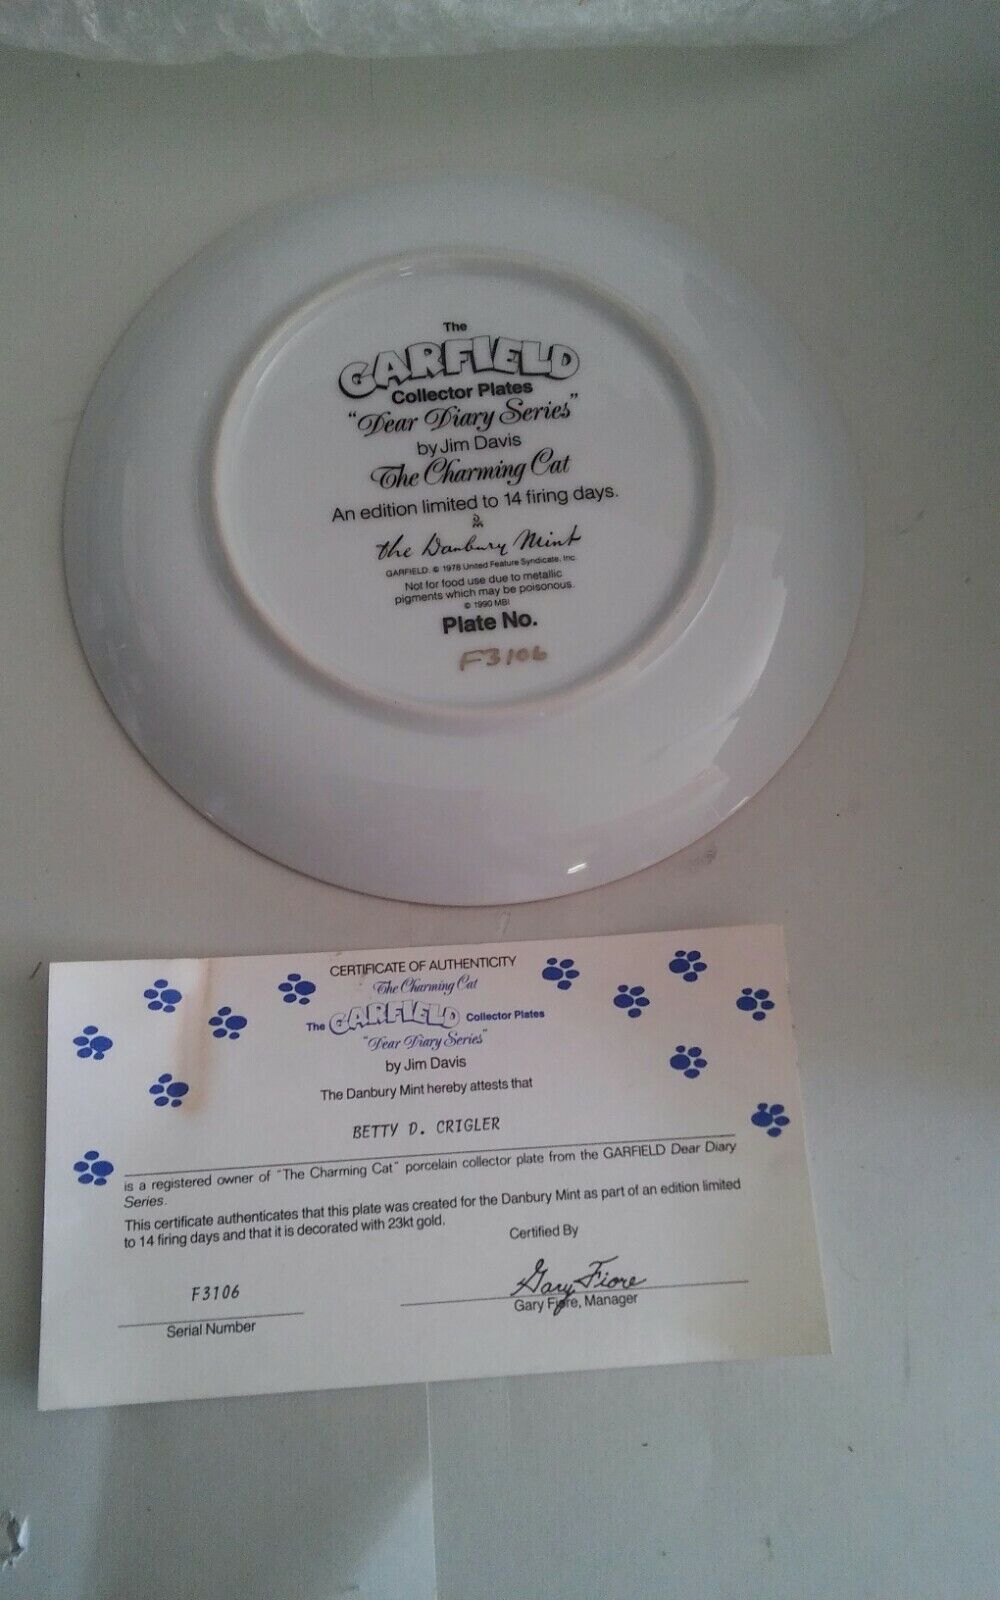 The
GARFIELD
Collector Plates
"Dear Diary Series"
by Jim Davis
The Charming Cat
An edition limited to 14 firing days.
the Danbury Mint
GARFIELD: © 1978 United Feature Syndicate, Inc.
Not for food use due to metallic
pigments which may be poisonous.
© 1990 MBI
Plate No.
F3106
CERTIFICATE OF AUTHENTICITY
The Charming Cat
The GARFIELD Collector Plates
"Dear Diary Series"
by Jim Davis
The Danbury Mint hereby attests that
BETTY D. CRIGLER
is a registered owner of "The Charming Cat" porcelain collector plate from the GARFIELD Dear Diary
Series.
This certificate authenticates that this plate was created for the Danbury Mint as part of an edition limited
to 14 firing days and that it is decorated with 23kt gold.
Certified By
F3106
Gary Fiore
Serial Number
Gary Fiore, Manager